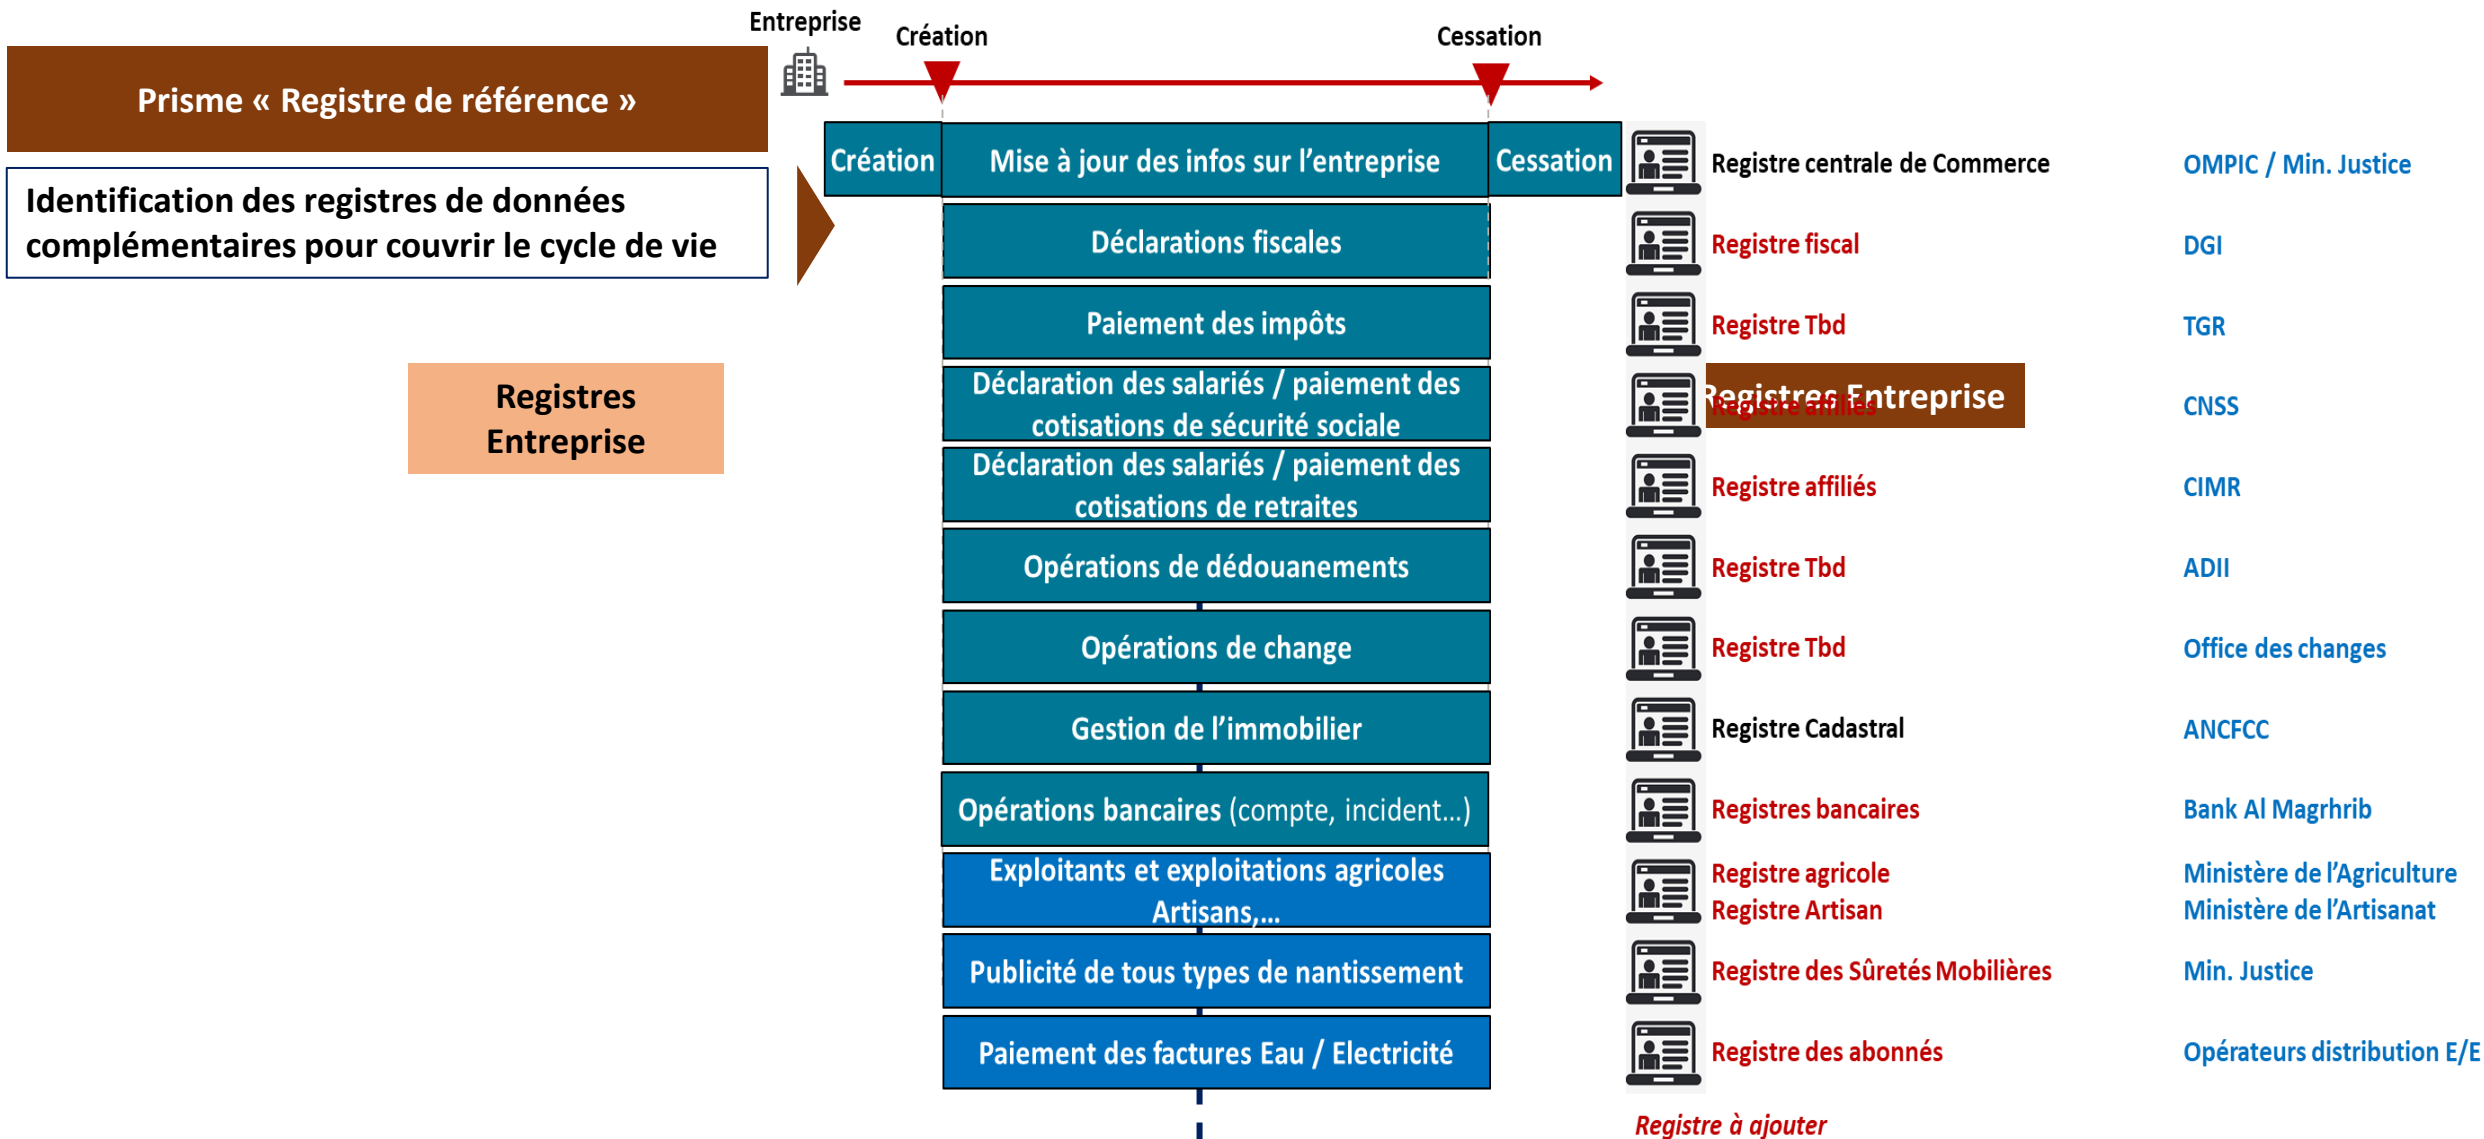 Entreprise
Création
Cessation
Prisme « Registre de référence »
Identification des registres de données
complémentaires pour couvrir le cycle de vie
Registres
Entreprise
Création
Mise à jour des infos sur l’entreprise
Cessation
Registre centrale de Commerce
OMPIC / Min. Justice
Déclarations fiscales
Registre fiscal
DGI
Paiement des impôts
Registre Tbd
TGR
Déclaration des salariés / paiement des
cotisations de sécurité sociale
Registres Entreprise
Registre affiliés
CNSS
Déclaration des salariés / paiement des
cotisations de retraites
Registre affiliés
CIMR
Opérations de dédouanements
Registre Tbd
ADII
Opérations de change
Registre Tbd
Office des changes
Gestion de l’immobilier
Registre Cadastral
ANCFCC
Opérations bancaires (compte, incident…)
Registres bancaires
Bank Al Magrhrib
Exploitants et exploitations agricoles
Artisans,…
Registre agricole
Registre Artisan
Ministère de l’Agriculture
Ministère de l’Artisanat
Publicité de tous types de nantissement
Registre des Sûretés Mobilières
Min. Justice
Paiement des factures Eau / Electricité
Registre des abonnés
Opérateurs distribution E/E
Registre à ajouter